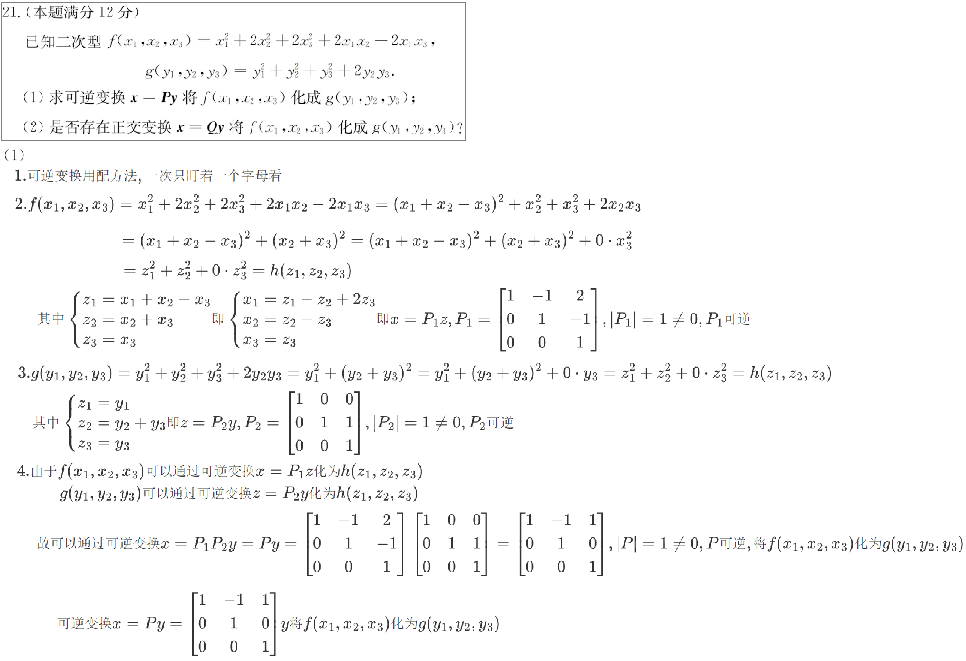 21.(本题满分 12 分)
已知二次型 f(x₁,x₂,x₃) = x₁² + 2x₂² + 2x₃² + 2x₁x₂ − 2x₁x₃,
g(y₁,y₂,y₃) = y₁² + y₂² + y₃² + 2y₂y₃.
(1) 求可逆变换 x = Py 将 f(x₁,x₂,x₃) 化成 g(y₁,y₂,y₃);
(2) 是否存在正交变换 x = Qy 将 f(x₁,x₂,x₃) 化成 g(y₁,y₂,y₃)?
(1)
1.可逆变换用配方法, 一次只盯着一个字母看
2.f(x₁,x₂,x₃) = x₁² + 2x₂² + 2x₃² + 2x₁x₂ − 2x₁x₃ = (x₁ + x₂ − x₃)² + x₂² + x₃² + 2x₂x₃
= (x₁ + x₂ − x₃)² + (x₂ + x₃)² = (x₁ + x₂ − x₃)² + (x₂ + x₃)² + 0 · x₃²
= z₁² + z₂² + 0 · z₃² = h(z₁,z₂,z₃)
其中 { z₁ = x₁ + x₂ − x₃, z₂ = x₂ + x₃, z₃ = x₃ 即 { x₁ = z₁ − z₂ + 2z₃, x₂ = z₂ − z₃, x₃ = z₃ 即x = P₁z, P₁ = [1 −1 2; 0 1 −1; 0 0 1], |P₁| = 1 ≠ 0, P₁可逆
3.g(y₁,y₂,y₃) = y₁² + y₂² + y₃² + 2y₂y₃ = y₁² + (y₂ + y₃)² = y₁² + (y₂ + y₃)² + 0 · y₃ = z₁² + z₂² + 0 · z₃² = h(z₁,z₂,z₃)
其中 { z₁ = y₁, z₂ = y₂ + y₃, z₃ = y₃ 即z = P₂y, P₂ = [1 0 0; 0 1 1; 0 0 1], |P₂| = 1 ≠ 0, P₂可逆
4.由于f(x₁,x₂,x₃)可以通过可逆变换x = P₁z化为h(z₁,z₂,z₃)
g(y₁,y₂,y₃)可以通过可逆变换z = P₂y化为h(z₁,z₂,z₃)
故可以通过可逆变换x = P₁P₂y = Py = [1 −1 2; 0 1 −1; 0 0 1] [1 0 0; 0 1 1; 0 0 1] = [1 −1 1; 0 1 0; 0 0 1], |P| = 1 ≠ 0, P可逆, 将f(x₁,x₂,x₃)化为g(y₁,y₂,y₃)
可逆变换x = Py = [1 −1 1; 0 1 0; 0 0 1] y将f(x₁,x₂,x₃)化为g(y₁,y₂,y₃)